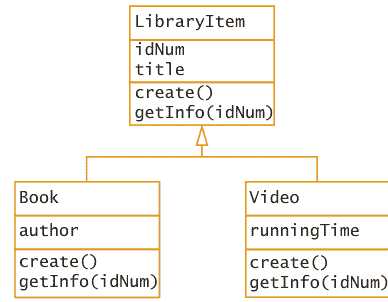 LibraryItem
idNum
title
create()
getInfo(idNum)
Book
author
create()
getInfo(idNum)
Video
runningTime
create()
getInfo(idNum)